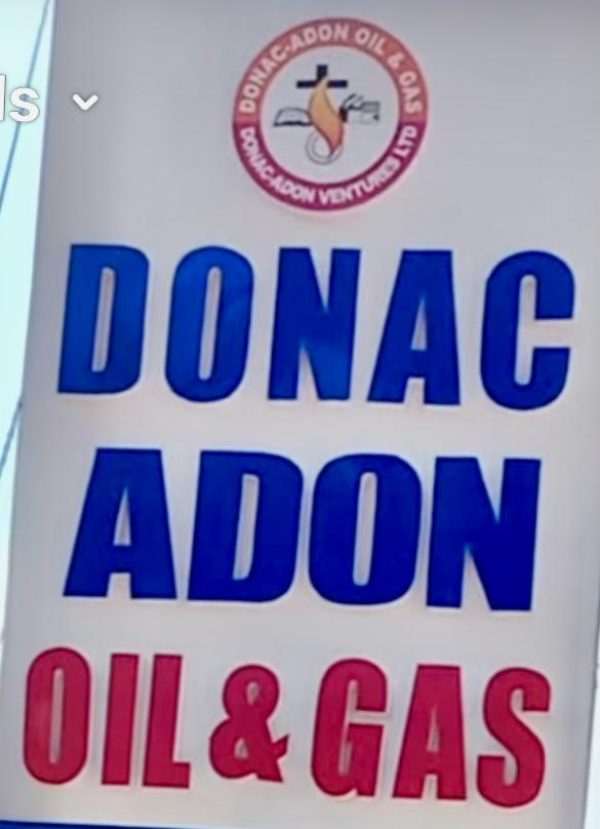 DONAC-ADON OIL & GAS
DONAC-ADON VENTURES LTD
DONAC
ADON
OIL & GAS